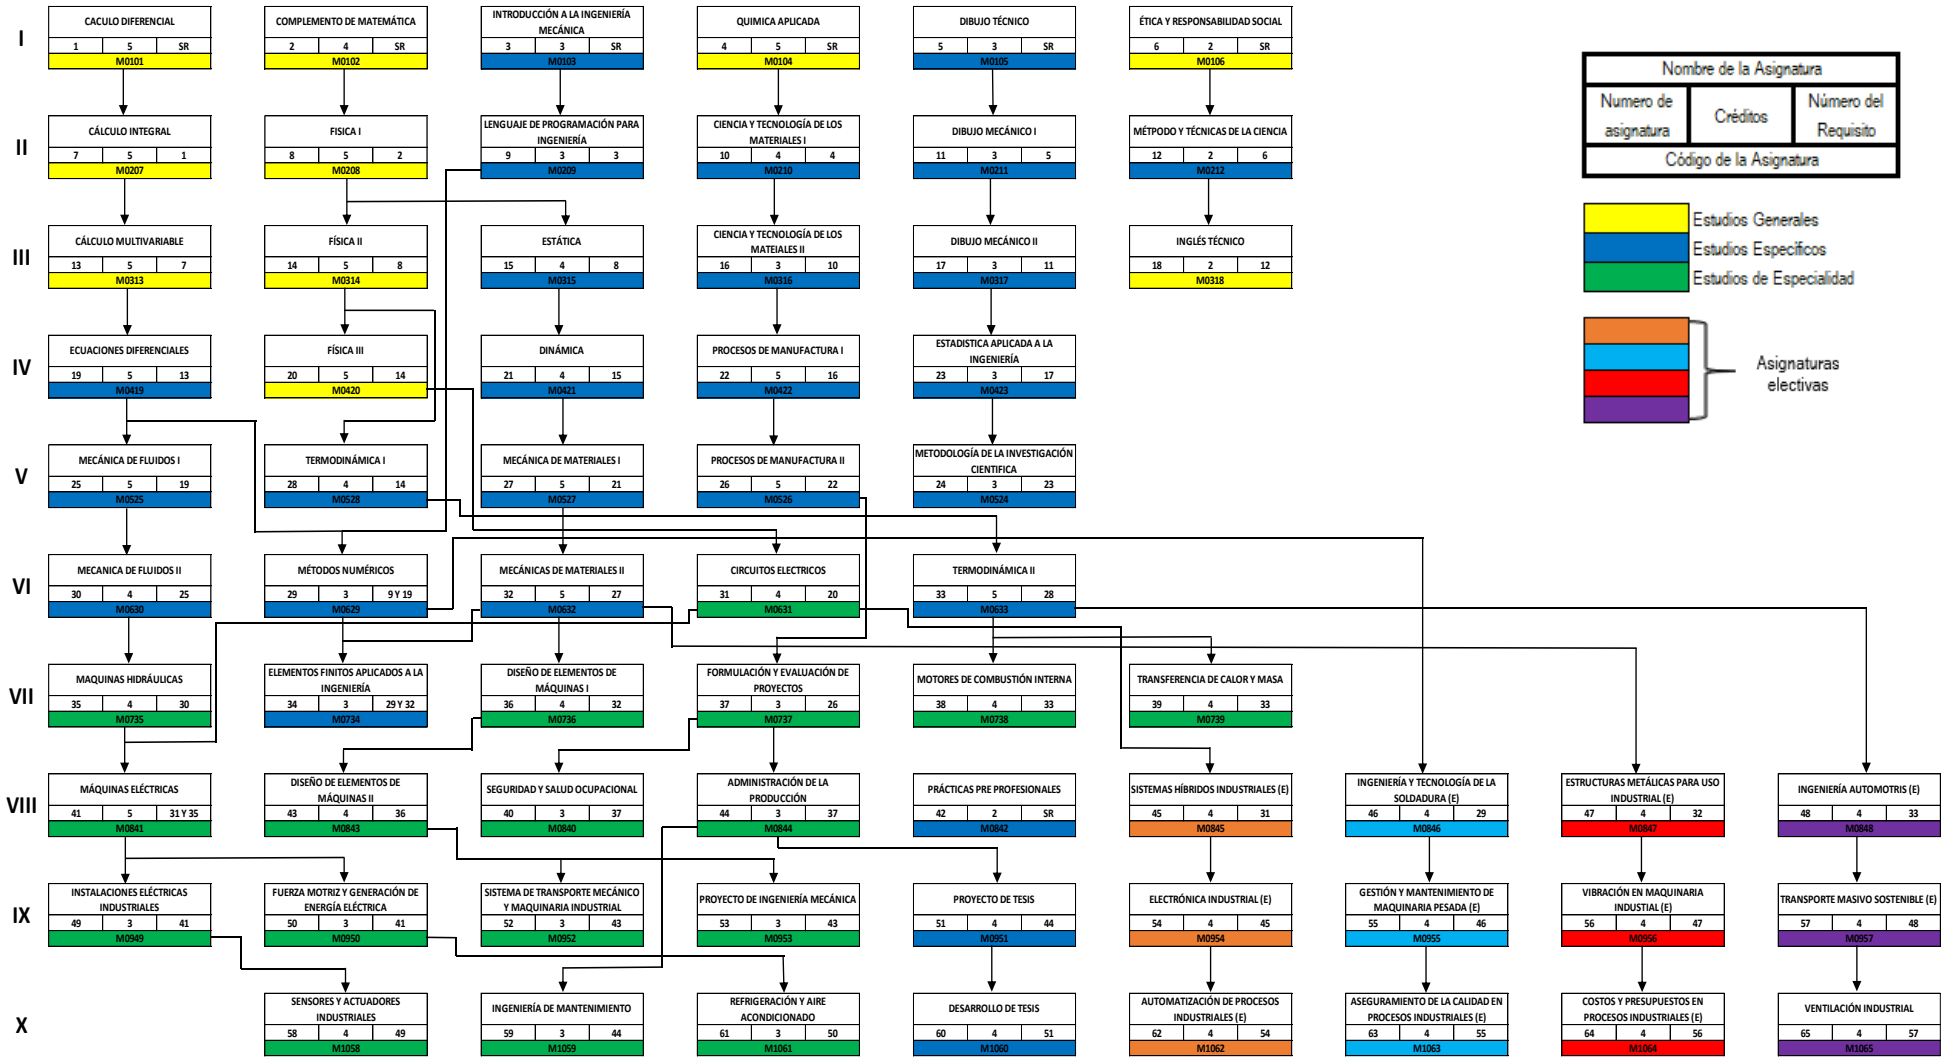 I
CACULO DIFERENCIAL
1 5 SR
M0101
COMPLEMENTO DE MATEMÁTICA
2 4 SR
M0102
INTRODUCCIÓN A LA INGENIERÍA
MECÁNICA
3 3 SR
M0103
QUIMICA APLICADA
4 5 SR
M0104
DIBUJO TÉCNICO
5 3 SR
M0105
ÉTICA Y RESPONSABILIDAD SOCIAL
6 2 SR
M0106
Nombre de la Asignatura
Numero de
asignatura
Créditos
Número del
Requisito
Código de la Asignatura
II
CÁLCULO INTEGRAL
7 5 1
M0207
FISICA I
8 5 2
M0208
LENGUAJE DE PROGRAMACIÓN PARA
INGENIERÍA
9 3 3
M0209
CIENCIA Y TECNOLOGÍA DE LOS
MATERIALES I
10 4 4
M0210
DIBUJO MECÁNICO I
11 3 5
M0211
MÉTPODO Y TÉCNICAS DE LA CIENCIA
12 2 6
M0212
Estudios Generales
Estudios Específicos
Estudios de Especialidad
III
CÁLCULO MULTIVARIABLE
13 5 7
M0313
FÍSICA II
14 5 8
M0314
ESTÁTICA
15 4 8
M0315
CIENCIA Y TECNOLOGÍA DE LOS
MATEIALES II
16 3 10
M0316
DIBUJO MECÁNICO II
17 3 11
M0317
INGLÉS TÉCNICO
18 2 12
M0318
Asignaturas
electivas
IV
ECUACIONES DIFERENCIALES
19 5 13
M0419
FÍSICA III
20 5 14
M0420
DINÁMICA
21 4 15
M0421
PROCESOS DE MANUFACTURA I
22 5 16
M0422
ESTADISTICA APLICADA A LA
INGENIERÍA
23 3 17
M0423
V
MECÁNICA DE FLUIDOS I
25 5 19
M0525
TERMODINÁMICA I
28 4 14
M0528
MECÁNICA DE MATERIALES I
27 5 21
M0527
PROCESOS DE MANUFACTURA II
26 5 22
M0526
METODOLOGÍA DE LA INVESTIGACIÓN
CIENTIFICA
24 3 23
M0524
VI
MECANICA DE FLUIDOS II
30 4 25
M0630
MÉTODOS NUMÉRICOS
29 3 9 Y 19
M0629
MECÁNICAS DE MATERIALES II
32 5 27
M0632
CIRCUITOS ELECTRICOS
31 4 20
M0631
TERMODINÁMICA II
33 5 28
M0633
VII
MAQUINAS HIDRÁULICAS
35 4 30
M0735
ELEMENTOS FINITOS APLICADOS A LA
INGENIERÍA
34 3 29 Y 32
M0734
DISEÑO DE ELEMENTOS DE
MÁQUINAS I
36 4 32
M0736
FORMULACIÓN Y EVALUACIÓN DE
PROYECTOS
37 3 26
M0737
MOTORES DE COMBUSTIÓN INTERNA
38 4 33
M0738
TRANSFERENCIA DE CALOR Y MASA
39 4 33
M0739
VIII
MÁQUINAS ELÉCTRICAS
41 5 31 Y 35
M0841
DISEÑO DE ELEMENTOS DE
MÁQUINAS II
43 4 36
M0843
SEGURIDAD Y SALUD OCUPACIONAL
40 3 37
M0840
ADMINISTRACIÓN DE LA
PRODUCCIÓN
44 3 37
M0844
PRÁCTICAS PRE PROFESIONALES
42 2 SR
M0842
SISTEMAS HÍBRIDOS INDUSTRIALES (E)
45 4 31
M0845
INGENIERÍA Y TECNOLOGÍA DE LA
SOLDADURA (E)
46 4 29
M0846
ESTRUCTURAS METÁLICAS PARA USO
INDUSTRIAL (E)
47 4 32
M0847
INGENIERÍA AUTOMOTRIS (E)
48 4 33
M0848
IX
INSTALACIONES ELÉCTRICAS
INDUSTRIALES
49 3 41
M0949
FUERZA MOTRIZ Y GENERACIÓN DE
ENERGÍA ELÉCTRICA
50 3 41
M0950
SISTEMA DE TRANSPORTE MECÁNICO
Y MAQUINARIA INDUSTRIAL
52 3 43
M0952
PROYECTO DE INGENIERÍA MECÁNICA
53 3 43
M0953
PROYECTO DE TESIS
51 4 44
M0951
ELECTRÓNICA INDUSTRIAL (E)
54 4 45
M0954
GESTIÓN Y MANTENIMIENTO DE
MAQUINARIA PESADA (E)
55 4 46
M0955
VIBRACIÓN EN MAQUINARIA
INDUSTIAL (E)
56 4 47
M0956
TRANSPORTE MASIVO SOSTENIBLE (E)
57 4 48
M0957
X
SENSORES Y ACTUADORES
INDUSTRIALES
58 4 49
M1058
INGENIERÍA DE MANTENIMIENTO
59 3 44
M1059
REFRIGERACIÓN Y AIRE
ACONDICIONADO
61 3 50
M1061
DESARROLLO DE TESIS
60 4 51
M1060
AUTOMATIZACIÓN DE PROCESOS
INDUSTRIALES (E)
62 4 54
M1062
ASEGURAMIENTO DE LA CALIDAD EN
PROCESOS INDUSTRIALES (E)
63 4 55
M1063
COSTOS Y PRESUPUESTOS EN
PROCESOS INDUSTRIALES (E)
64 4 56
M1064
VENTILACIÓN INDUSTRIAL
65 4 57
M1065